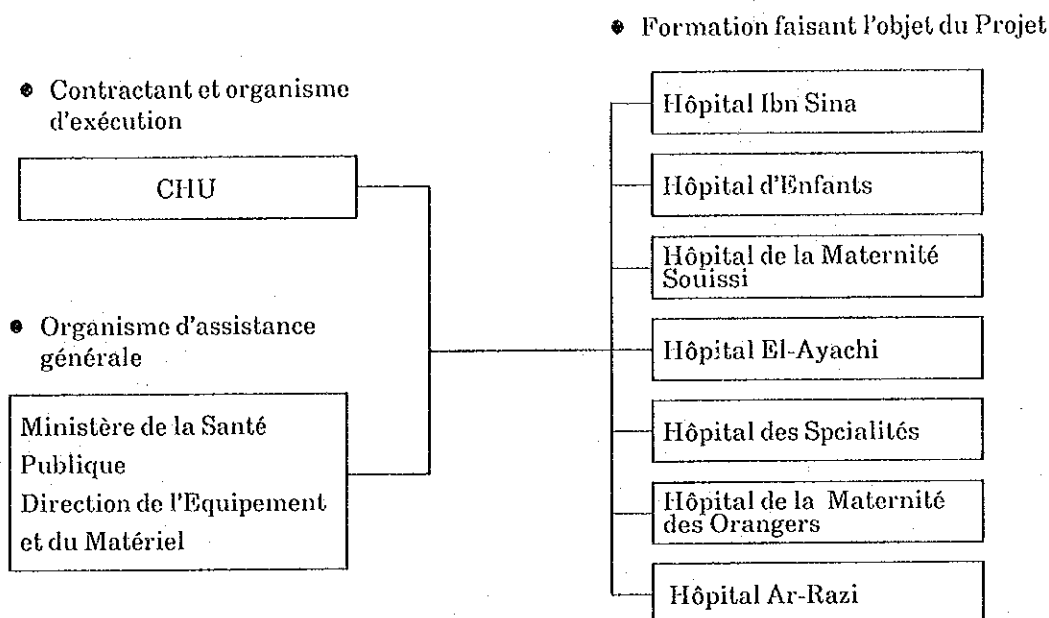 ● Formation faisant l'objet du Projet
● Contractant et organisme
d'exécution
CHU
● Organisme d'assistance
générale
Ministère de la Santé
Publique
Direction de l'Equipement
et du Matériel
Hôpital Ibn Sina
Hôpital d'Enfants
Hôpital de la Maternité
Souissi
Hôpital El-Ayachi
Hôpital des Spcialités
Hôpital de la Maternité
des Orangers
Hôpital Ar-Razi